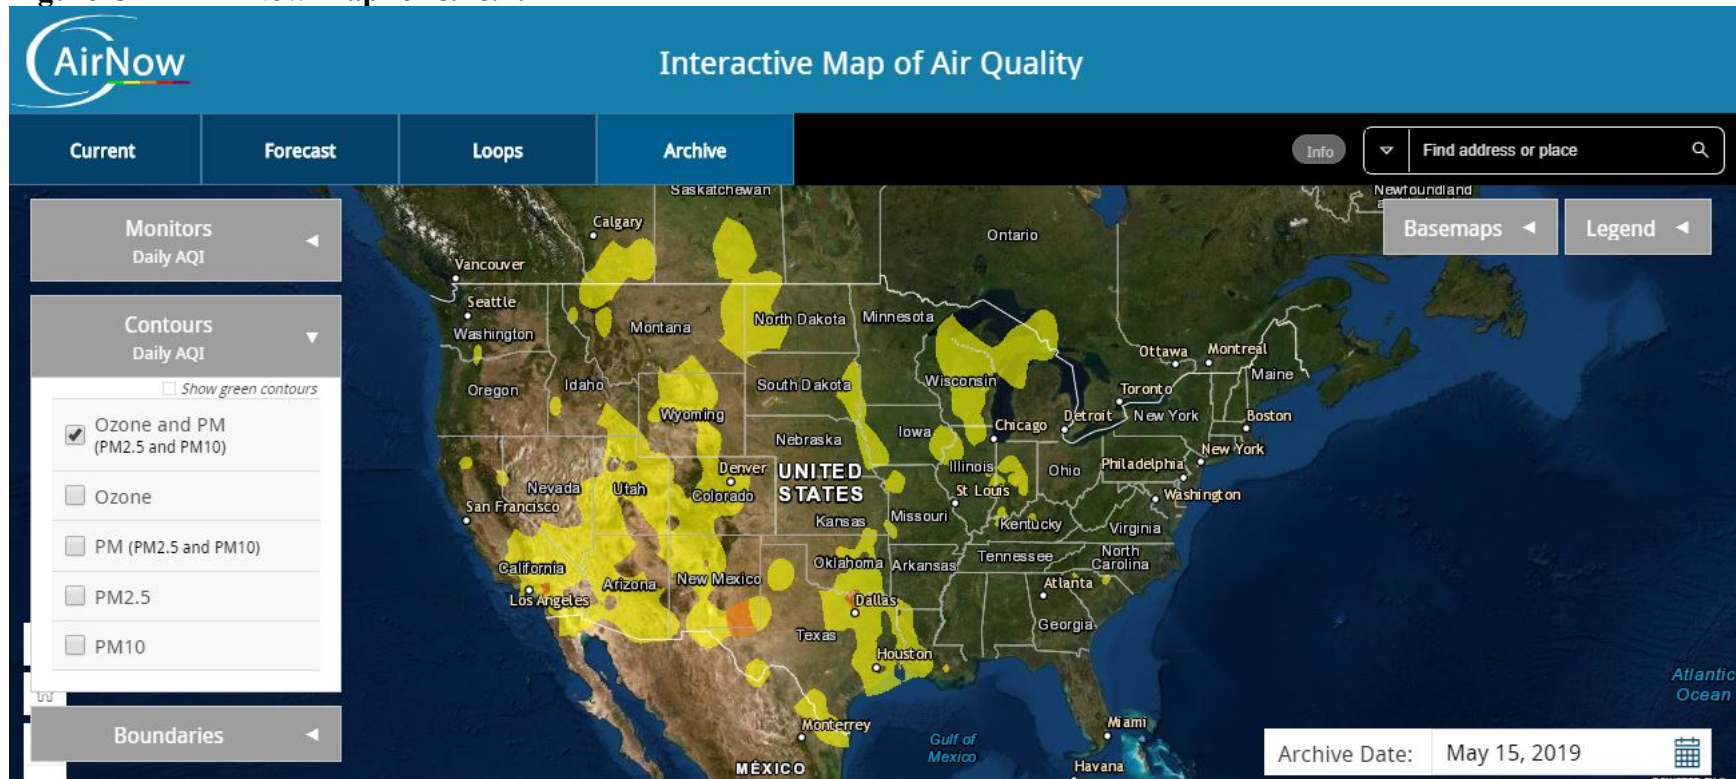 AirNow
Interactive Map of Air Quality
Current
Forecast
Loops
Archive
Info
Find address or place
Monitors
Daily AQI
Contours
Daily AQI
Show green contours
Ozone and PM
(PM2.5 and PM10)
Ozone
PM (PM2.5 and PM10)
PM2.5
PM10
Boundaries
Basemaps
Legend
Saskatchewan
Newfoundland
Calgary
Ontario
Vancouver
Seattle
Washington
Montana
North Dakota
Minnesota
Ottawa
Montreal
Maine
Oregon
Idaho
South Dakota
Wisconsin
Toronto
Wyoming
Detroit
New York
Boston
Chicago
Nebraska
Iowa
New York
Denver
UNITED
STATES
Illinois
Ohio
Philadelphia
Nevada
Utah
Colorado
St Louis
Washington
San Francisco
Kansas
Missouri
Kentucky
Virginia
California
Arizona
New Mexico
Oklahoma
Arkansas
Tennessee
North
Carolina
Los Angeles
Dallas
Atlanta
Texas
Georgia
Houston
Atlantic
Ocean
Monterrey
Miami
Gulf of
Mexico
MÉXICO
Havana
Archive Date:
May 15, 2019